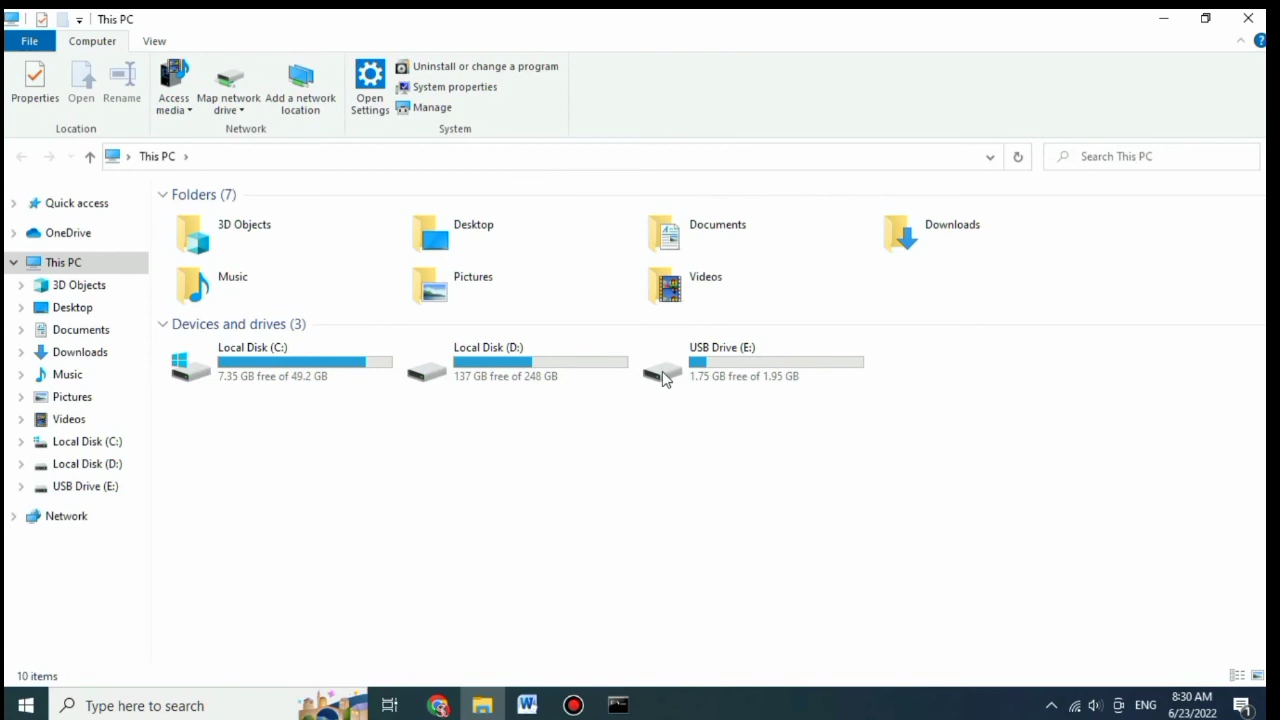 This PC
File Computer View
Properties Open Rename Access media Map network drive Add a network location Open Settings Uninstall or change a program
System properties
Manage
Location Network System
This PC
Search This PC
Quick access
OneDrive
This PC
3D Objects
Desktop
Documents
Downloads
Music
Pictures
Videos
Local Disk (C:)
Local Disk (D:)
USB Drive (E:)
Network
Folders (7)
3D Objects Desktop Documents Downloads
Music Pictures Videos
Devices and drives (3)
Local Disk (C:) Local Disk (D:) USB Drive (E:)
7.35 GB free of 49.2 GB 137 GB free of 248 GB 1.75 GB free of 1.95 GB
10 items
Type here to search
ENG
8:30 AM
6/23/2022
1